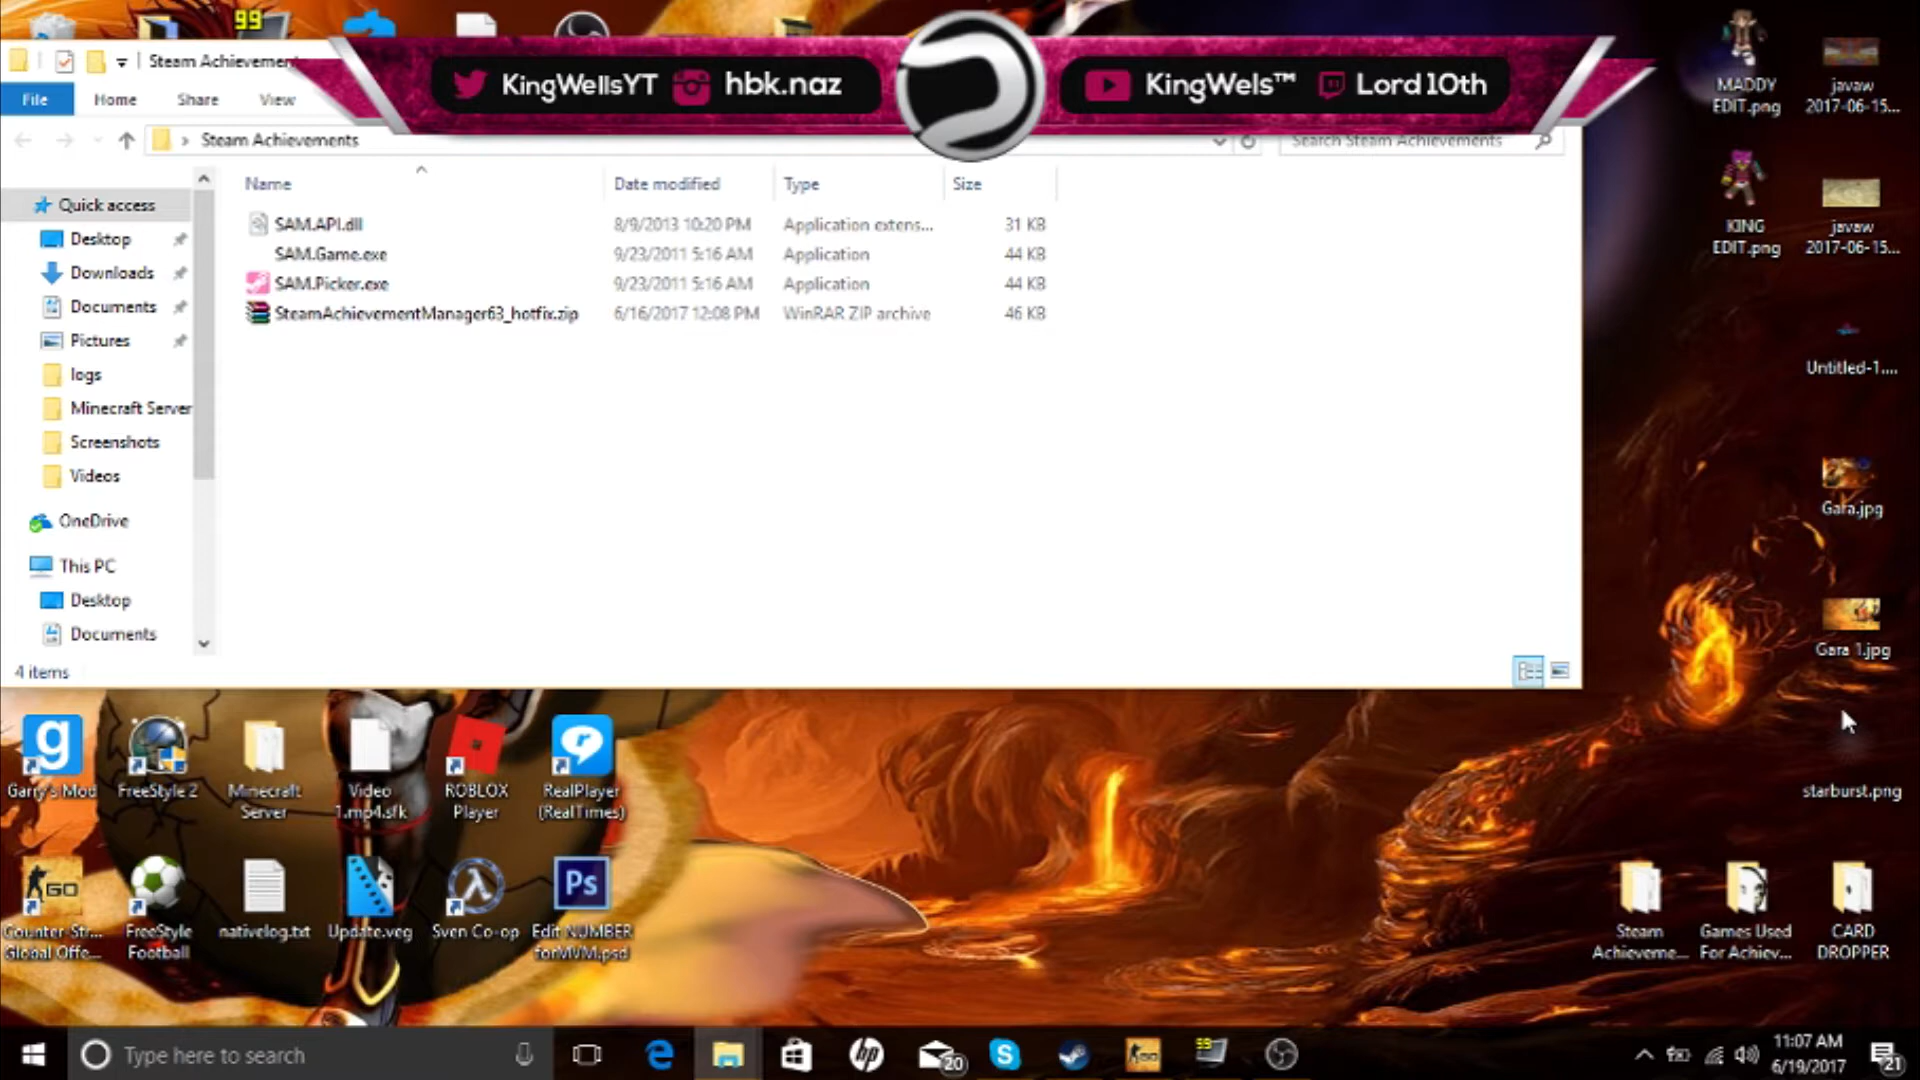 99
Steam Achievemen
KingWellsYT
hbk.naz
KingWels™
Lord 10th
File
Home
Share
View
Steam Achievements
Search Steam Achievements
Name
Date modified
Type
Size
SAM.API.dll
8/9/2013 10:20 PM
Application extens...
31 KB
SAM.Game.exe
9/23/2011 5:16 AM
Application
44 KB
SAM.Picker.exe
9/23/2011 5:16 AM
Application
44 KB
SteamAchievementManager63_hotfix.zip
6/16/2017 12:08 PM
WinRAR ZIP archive
46 KB
Quick access
Desktop
Downloads
Documents
Pictures
logs
Minecraft Server
Screenshots
Videos
OneDrive
This PC
Desktop
Documents
4 items
MADDY
EDIT.png
javaw
2017-06-15...
KING
EDIT.png
javaw
2017-06-15...
Untitled-1....
Gara.jpg
Gara 1.jpg
starburst.png
g
Garry's Mod
FreeStyle 2
Minecraft
Server
Video
1.mp4.sfk
ROBLOX
Player
r
RealPlayer
(RealTimes)
GO
Counter-Str...
Global Offe...
FreeStyle
Football
nativelog.txt
Update.veg
Sven Co-op
Ps
Edit NUMBER
forMVM.psd
Steam
Achieveme...
Games Used
For Achiev...
CARD
DROPPER
Type here to search
hp
20
GO
99
11:07 AM
6/19/2017
21